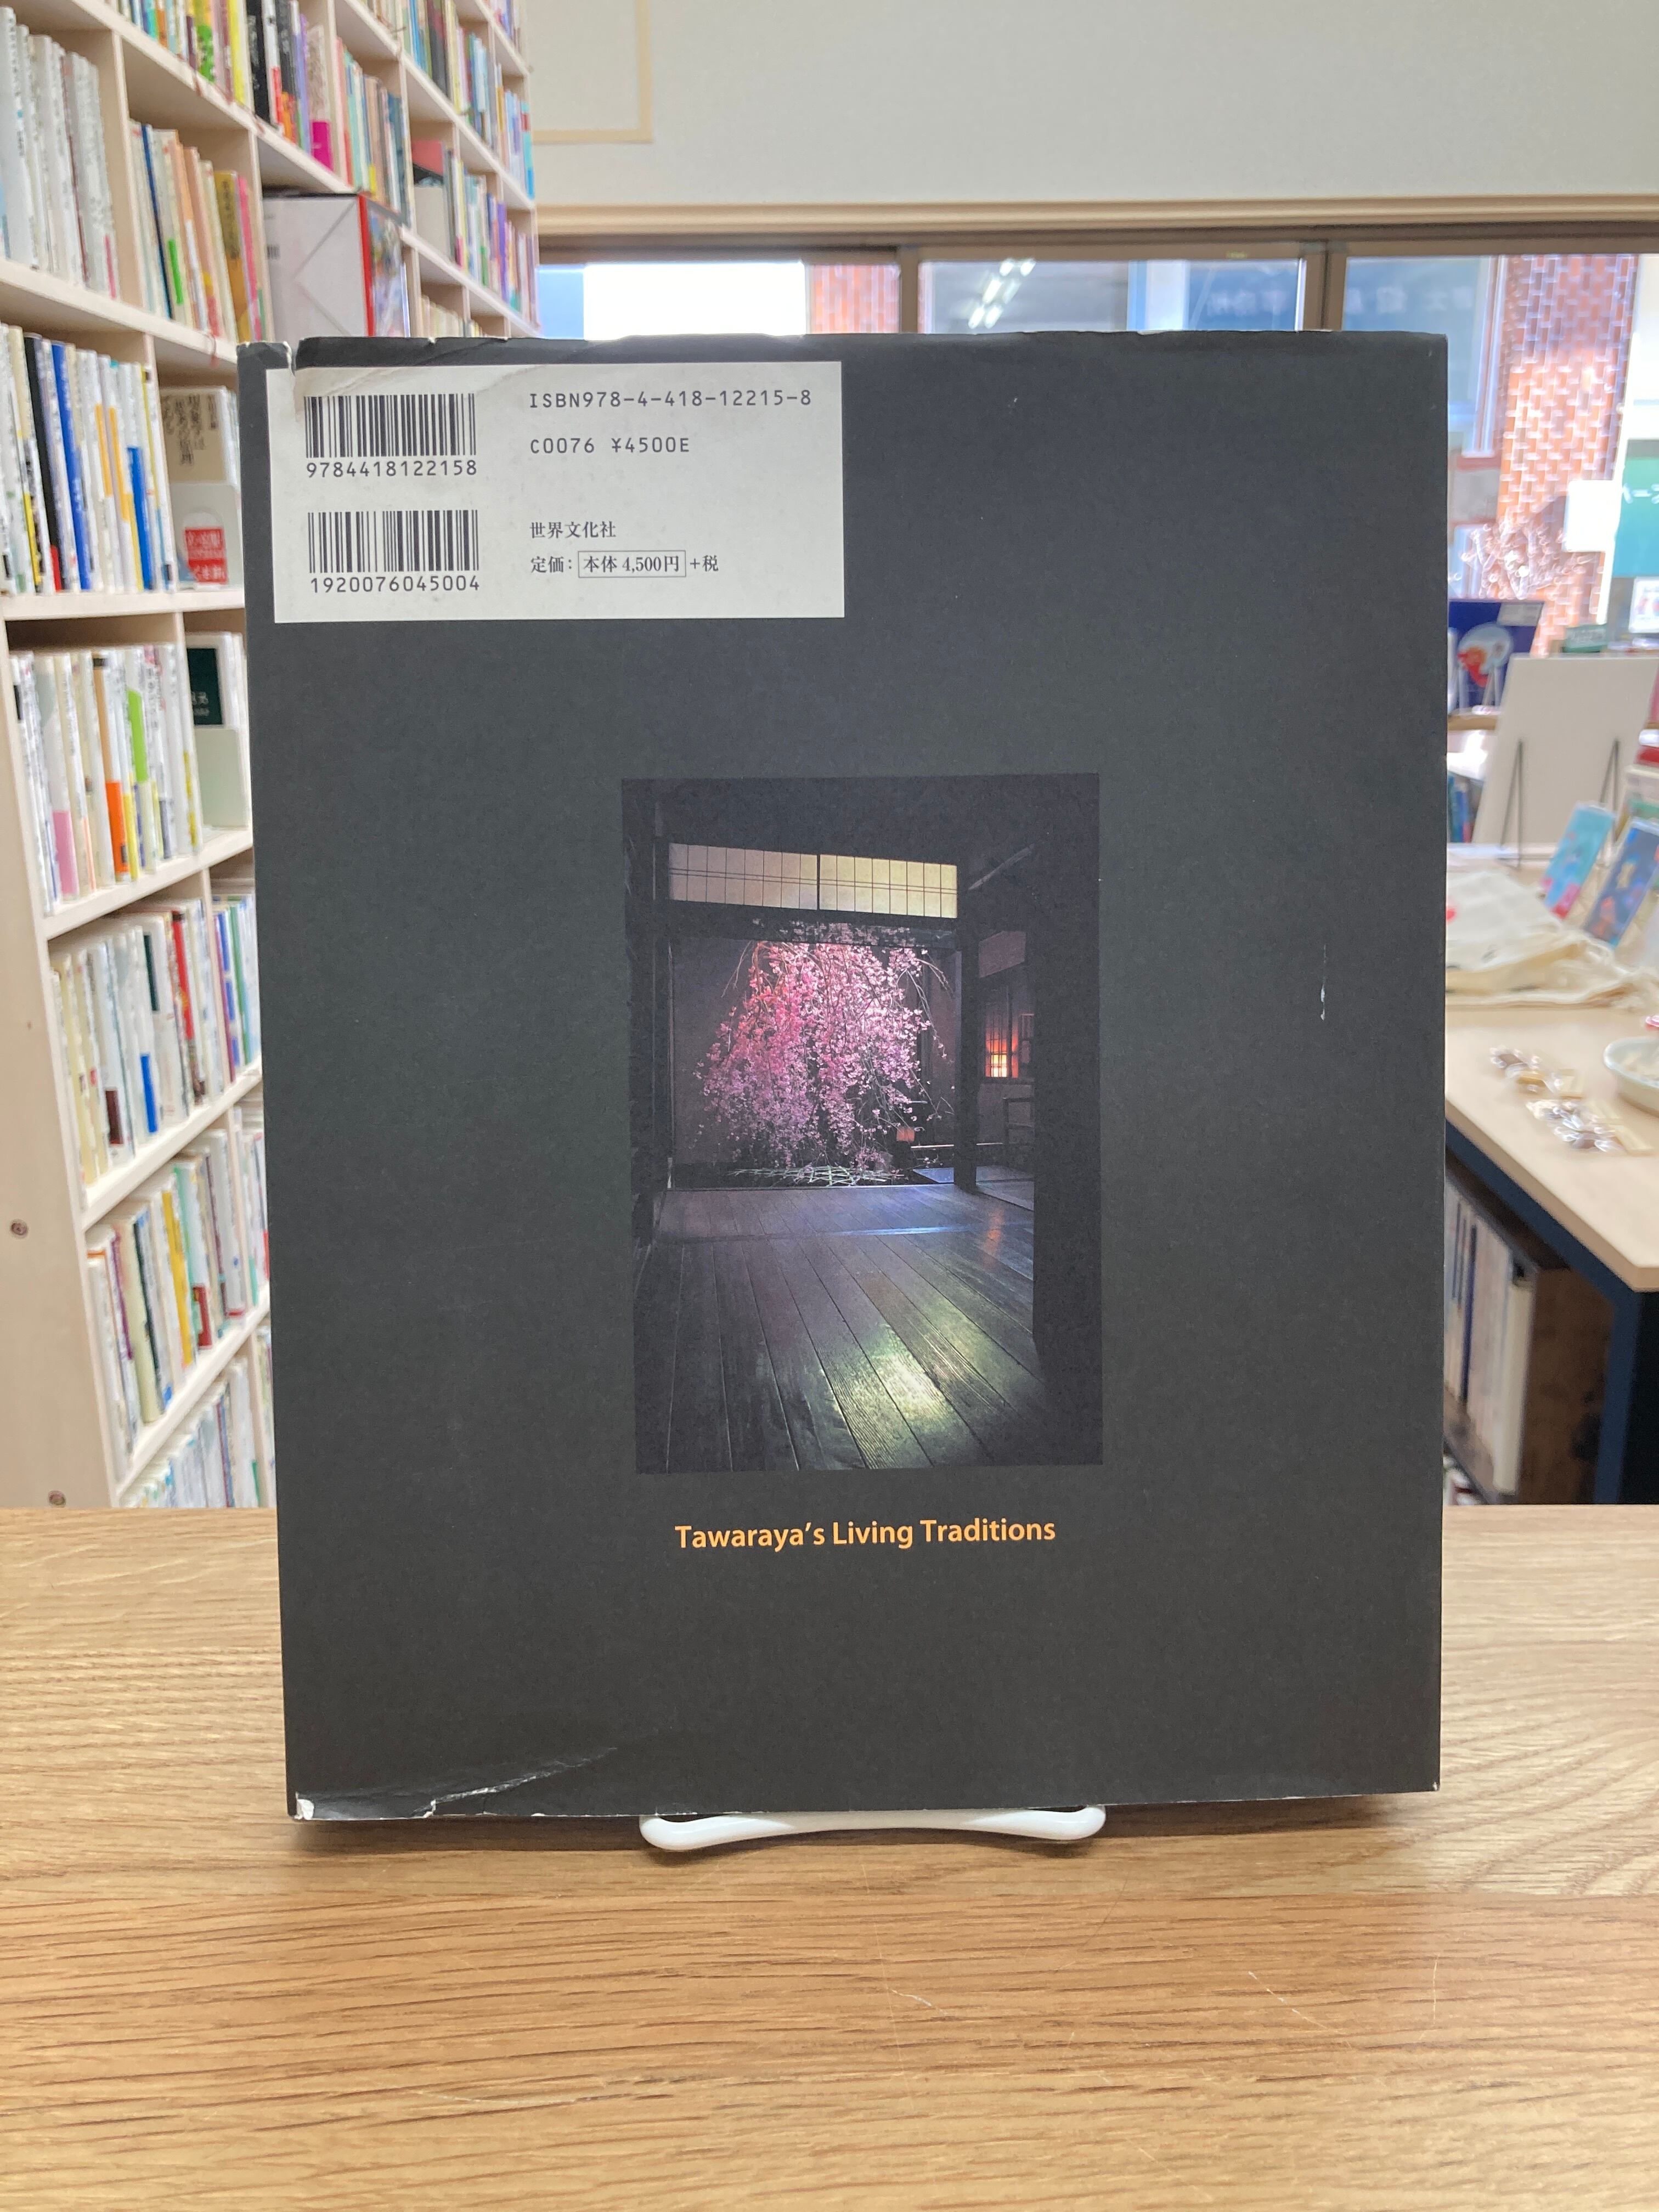 ISBN978-4-418-12215-8
C0076 ¥4500E
9784418122158
世界文化社
定価：本体 4,500円＋税
1920076045004
Tawaraya's Living Traditions